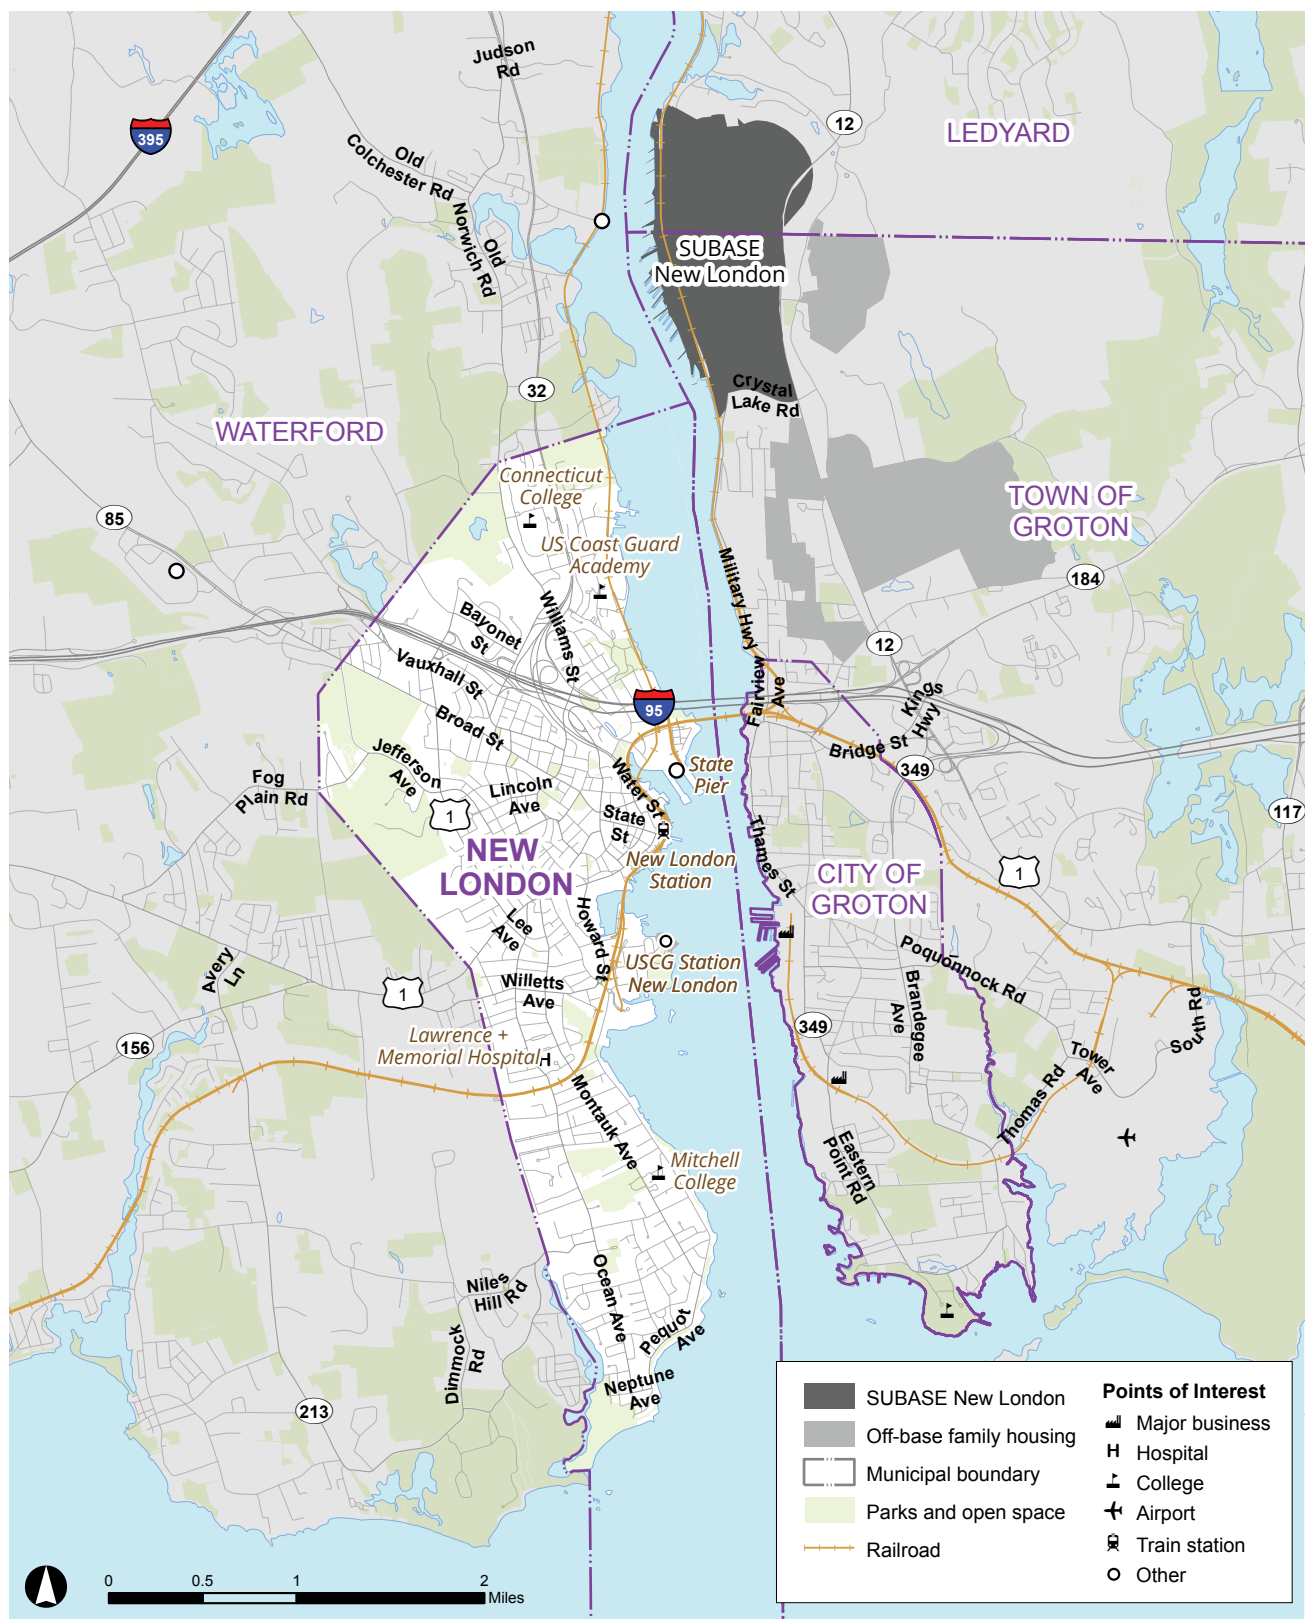 Judson
Rd
395
12
LEDYARD
Old
Colchester Rd
Old
Norwich Rd
SUBASE
New London
Crystal
Lake Rd
32
WATERFORD
Connecticut
College
TOWN OF
GROTON
85
US Coast Guard
Academy
Military Hwy
184
Bayonet
St
Williams St
12
Vauxhall St
Fairview
Ave
Kings
Hwy
95
Broad St
Bridge St
349
Jefferson
Ave
Water St
State
Pier
Fog
Plain Rd
Lincoln
Ave
1
State
St
117
Thames St
NEW
LONDON
New London
Station
CITY OF
GROTON
1
Lee
Ave
Howard St
Poquonnock Rd
Avery
Ln
USCG Station
New London
Willetts
Ave
Brandegee
Ave
1
South Rd
349
156
Lawrence +
Memorial Hospital
H
Tower
Ave
Thomas Rd
Montauk Ave
Eastern
Point Rd
Mitchell
College
Niles
Hill Rd
Ocean Ave
Pequot
Ave
Dimmock
Rd
Neptune
Ave
213
SUBASE New London
Off-base family housing
Municipal boundary
Parks and open space
Railroad
Points of Interest
Major business
H Hospital
College
Airport
Train station
Other
0 0.5 1 2
Miles